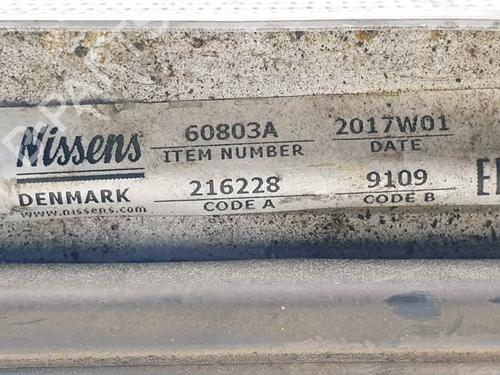 Nissens
DENMARK
www.nissens.com
60803A
ITEM NUMBER
216228
CODE A
2017W01
DATE
9109
CODE B